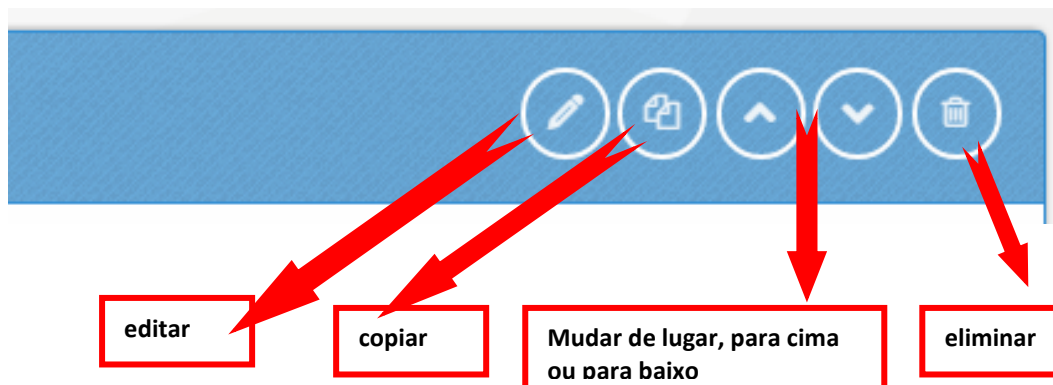 editar
copiar
Mudar de lugar, para cima
ou para baixo
eliminar